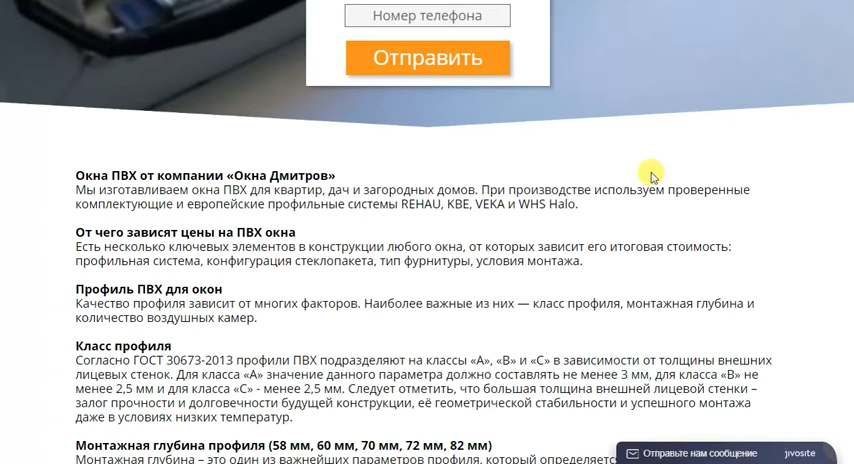 Номер телефона
Отправить
Окна ПВХ от компании «Окна Дмитров»
Мы изготавливаем окна ПВХ для квартир, дач и загородных домов. При производстве используем проверенные
комплектующие и европейские профильные системы REHAU, KBE, VEKA и WHS Halo.
От чего зависят цены на ПВХ окна
Есть несколько ключевых элементов в конструкции любого окна, от которых зависит его итоговая стоимость:
профильная система, конфигурация стеклопакета, тип фурнитуры, условия монтажа.
Профиль ПВХ для окон
Качество профиля зависит от многих факторов. Наиболее важные из них — класс профиля, монтажная глубина и
количество воздушных камер.
Класс профиля
Согласно ГОСТ 30673-2013 профили ПВХ подразделяют на классы «А», «В» и «С» в зависимости от толщины внешних
лицевых стенок. Для класса «А» значение данного параметра должно составлять не менее 3 мм, для класса «В» не
менее 2,5 мм и для класса «С» - менее 2,5 мм. Следует отметить, что большая толщина внешней лицевой стенки –
залог прочности и долговечности будущей конструкции, её геометрической стабильности и успешного монтажа
даже в условиях низких температур.
Монтажная глубина профиля (58 мм, 60 мм, 70 мм, 72 мм, 82 мм)
Монтажная глубина – это один из важнейших параметров профиля, который определяется
Отправьте нам сообщение jivosite